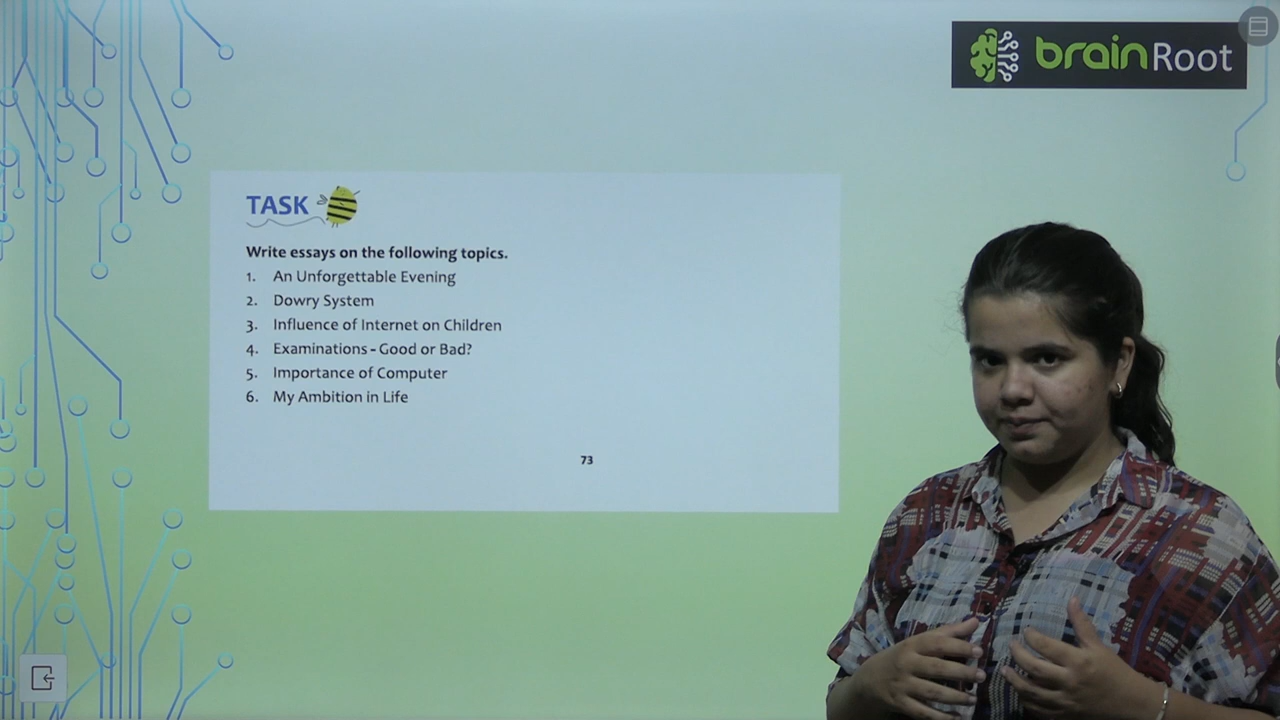 brainRoot
TASK
Write essays on the following topics.
1. An Unforgettable Evening
2. Dowry System
3. Influence of Internet on Children
4. Examinations - Good or Bad?
5. Importance of Computer
6. My Ambition in Life
73